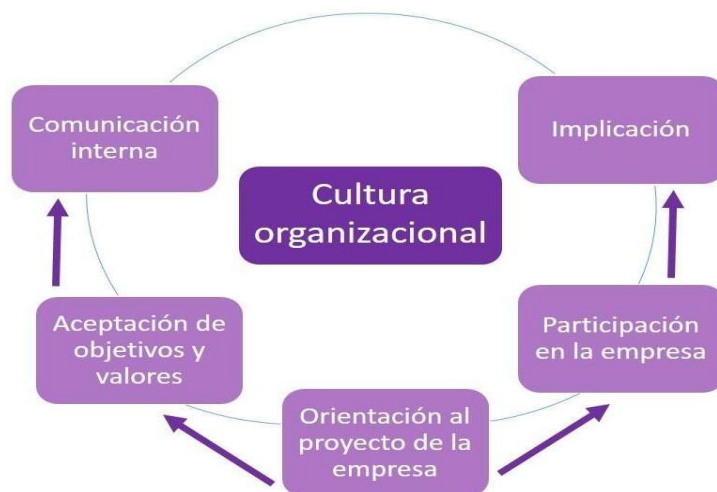 Comunicación
interna
Implicación
Cultura
organizacional
Aceptación de
objetivos y
valores
Participación
en la empresa
Orientación al
proyecto de la
empresa